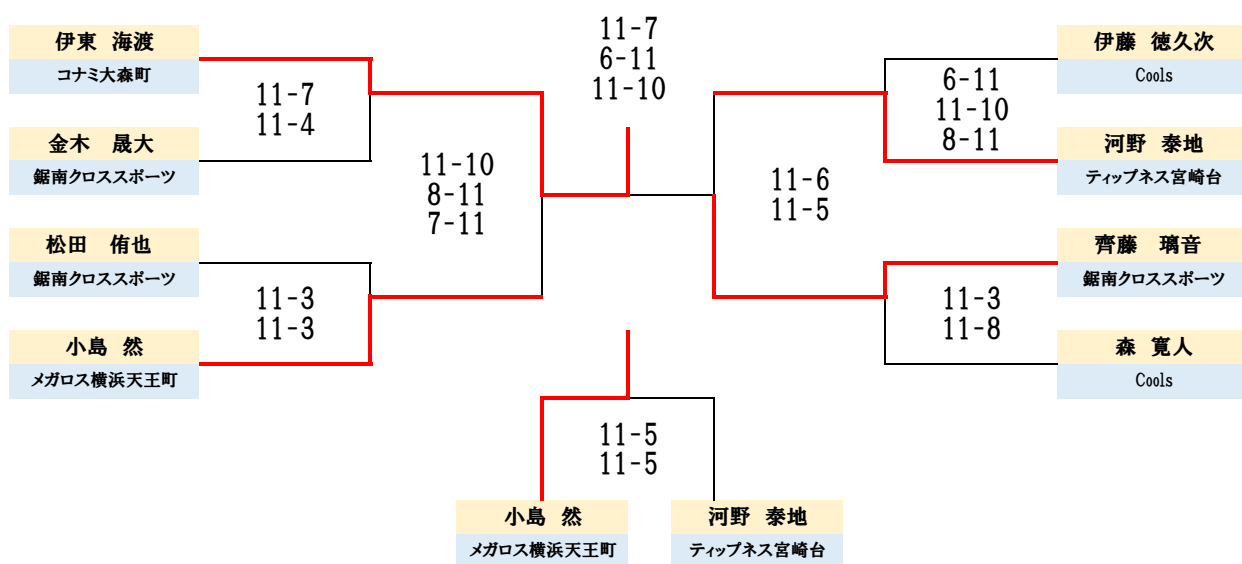 伊東 海渡
コナミ大森町
11-7
11-4
金木 晟大
鋸南クロススポーツ
11-10
8-11
7-11
松田 侑也
鋸南クロススポーツ
11-3
11-3
小島 然
メガロス横浜天王町
11-7
6-11
11-10
伊藤 徳久次
Cools
6-11
11-10
8-11
河野 泰地
ティップネス宮崎台
11-6
11-5
齊藤 璃音
鋸南クロススポーツ
11-3
11-8
森 寛人
Cools
11-5
11-5
小島 然
メガロス横浜天王町
河野 泰地
ティップネス宮崎台